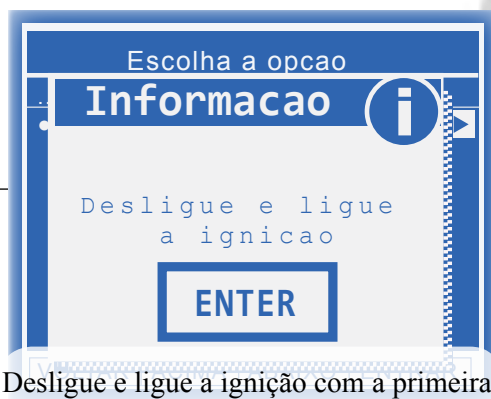 Escolha a opcao
Informacao
i
Desligue e ligue
a ignicao
ENTER
Desligue e ligue a ignição com a primeira